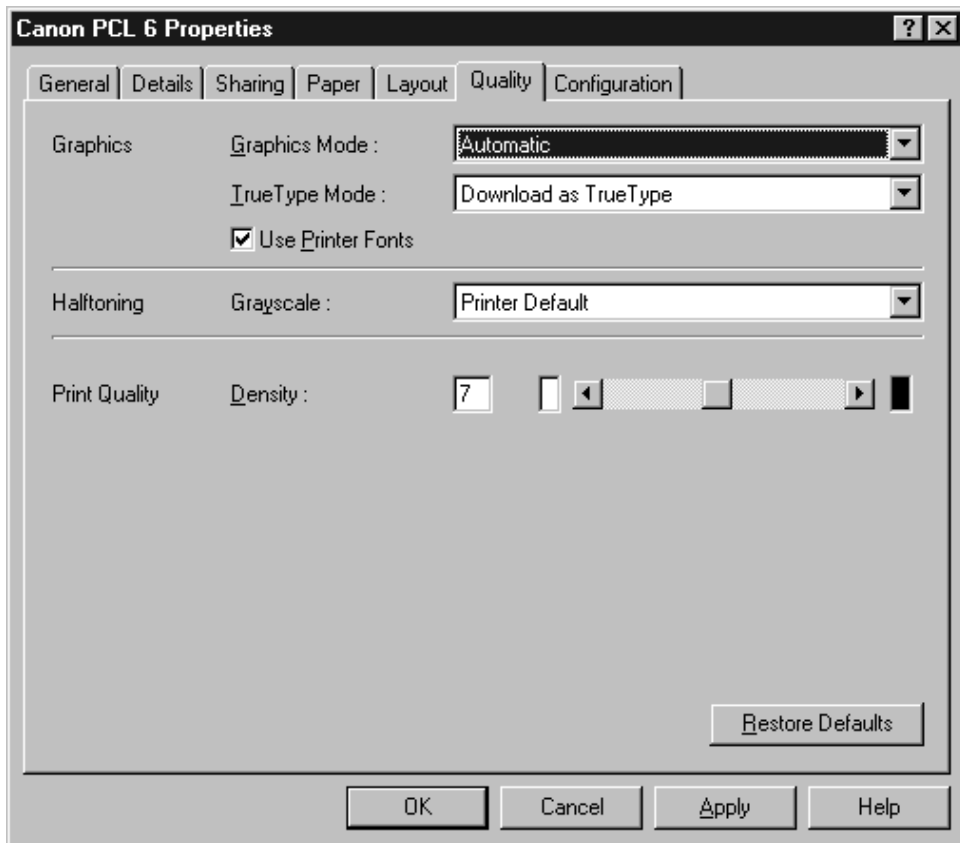 Canon PCL 6 Properties
General Details Sharing Paper Layout Quality Configuration
Graphics Graphics Mode : Automatic
TrueType Mode : Download as TrueType
Use Printer Fonts
Halftoning Grayscale : Printer Default
Print Quality Density : 7
Restore Defaults
OK Cancel Apply Help